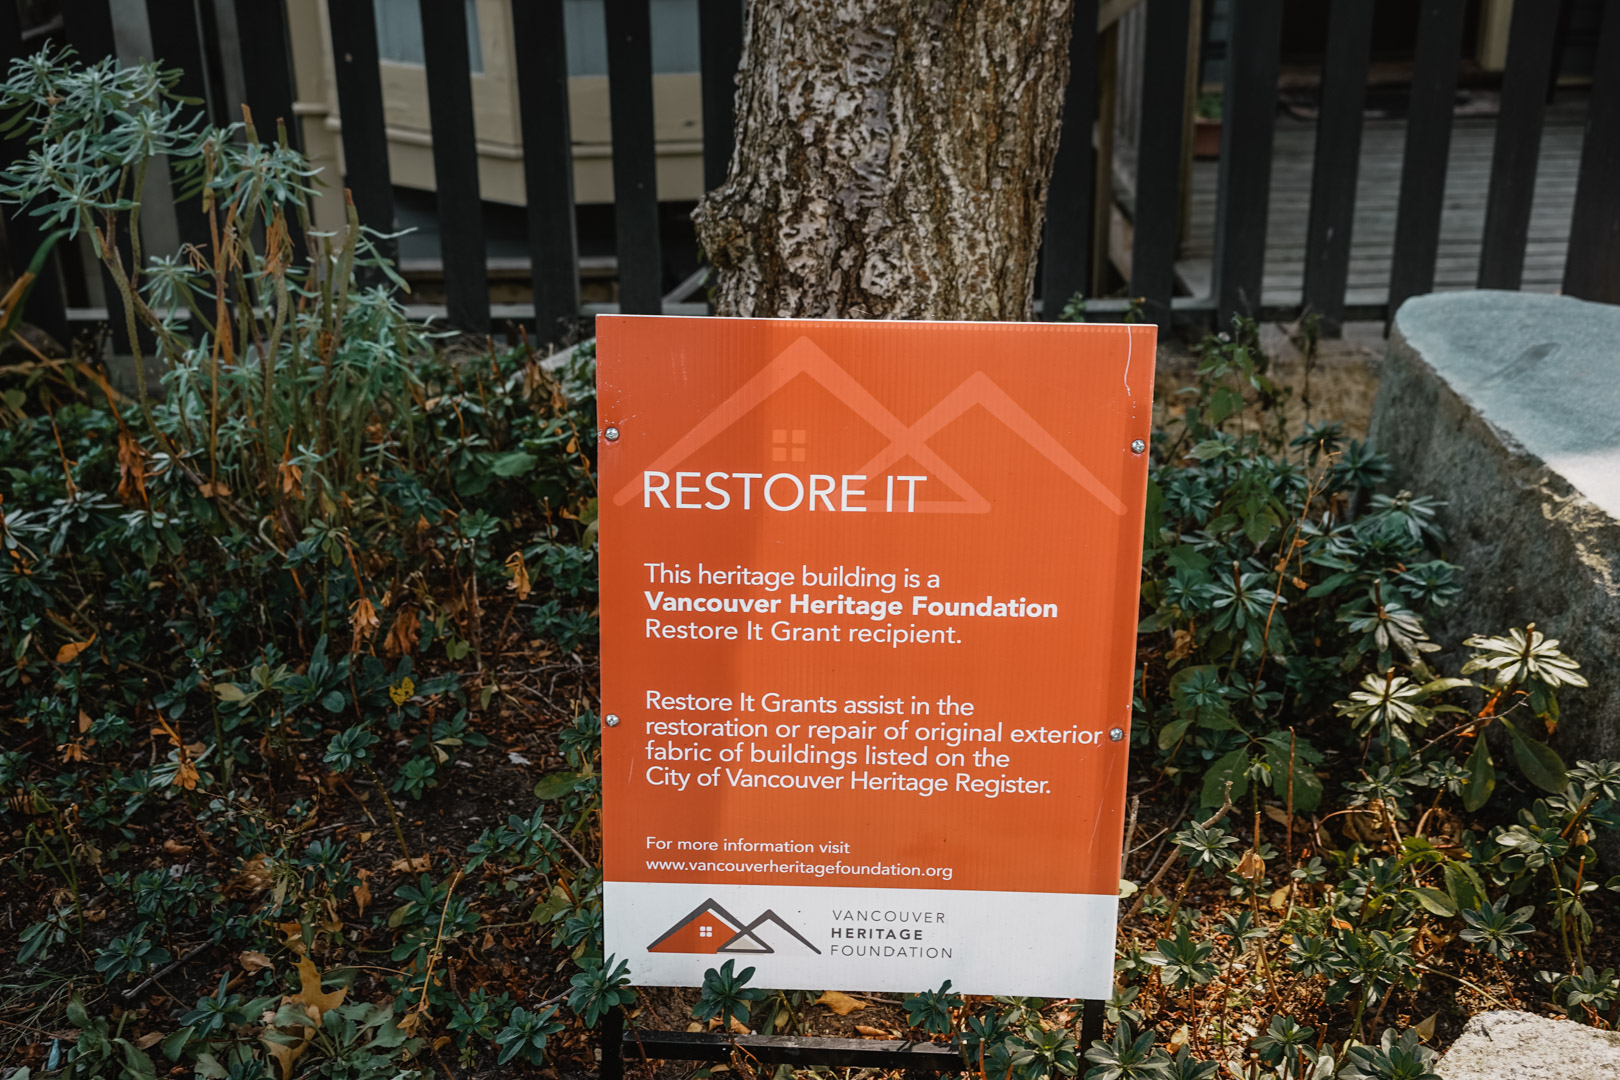 RESTORE IT
This heritage building is a
Vancouver Heritage Foundation
Restore It Grant recipient.
Restore It Grants assist in the
restoration or repair of original exterior
fabric of buildings listed on the
City of Vancouver Heritage Register.
For more information visit
www.vancouverheritagefoundation.org
VANCOUVER
HERITAGE
FOUNDATION